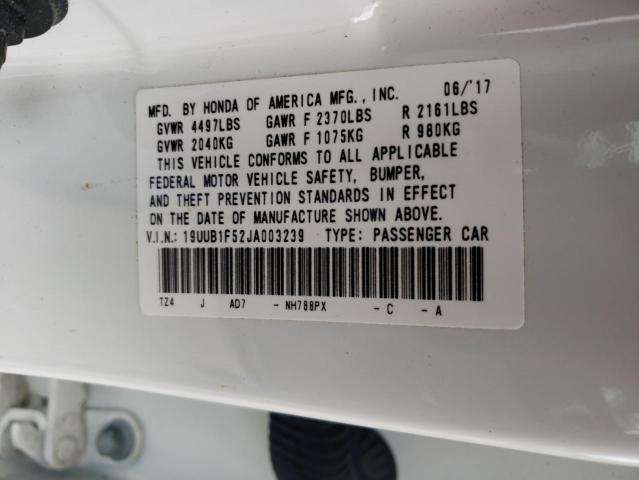 MFD. BY HONDA OF AMERICA MFG., INC. 06/'17
GVWR 4497LBS GAWR F 2370LBS R 2161LBS
GVWR 2040KG GAWR F 1075KG R 980KG
THIS VEHICLE CONFORMS TO ALL APPLICABLE
FEDERAL MOTOR VEHICLE SAFETY, BUMPER,
AND THEFT PREVENTION STANDARDS IN EFFECT
ON THE DATE OF MANUFACTURE SHOWN ABOVE.
V.I.N.: 19UUB1F52JA003239 TYPE: PASSENGER CAR
TZ4 J AD7 - NH788PX - C - A